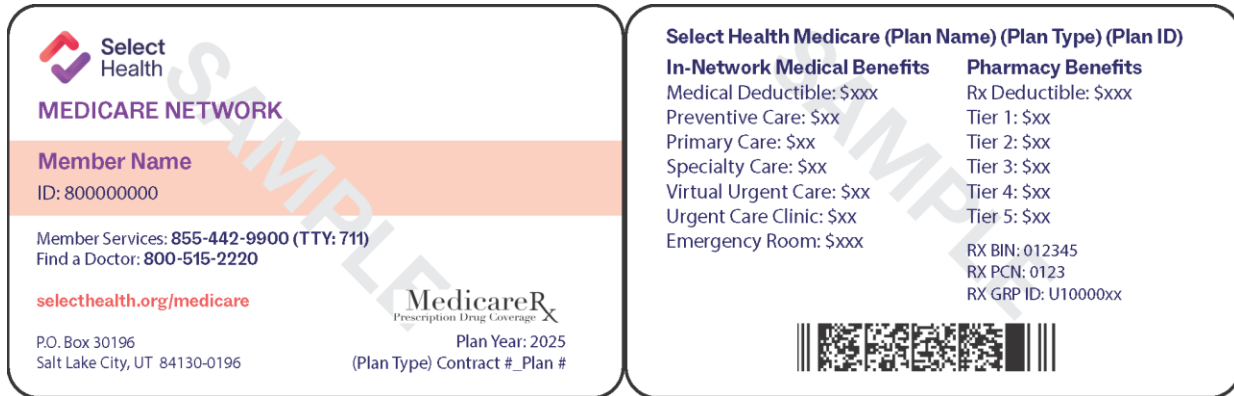 Select
Health
MEDICARE NETWORK
Member Name
ID: 800000000
Member Services: 855-442-9900 (TTY: 711)
Find a Doctor: 800-515-2220
selecthealth.org/medicare
MedicareRx
Prescription Drug Coverage
P.O. Box 30196
Salt Lake City, UT 84130-0196
Plan Year: 2025
(Plan Type) Contract #_Plan #
SAMPLE
Select Health Medicare (Plan Name) (Plan Type) (Plan ID)
In-Network Medical Benefits
Medical Deductible: $xxx
Preventive Care: $xx
Primary Care: $xx
Specialty Care: $xx
Virtual Urgent Care: $xx
Urgent Care Clinic: $xx
Emergency Room: $xxx
Pharmacy Benefits
Rx Deductible: $xxx
Tier 1: $xx
Tier 2: $xx
Tier 3: $xx
Tier 4: $xx
Tier 5: $xx
RX BIN: 012345
RX PCN: 0123
RX GRP ID: U10000xx
SAMPLE